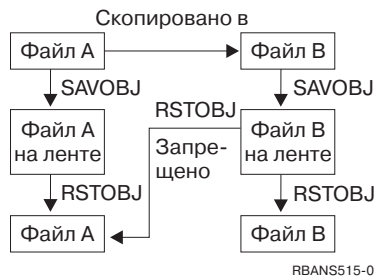 Скопировано в
Файл A
Файл B
SAVOBJ
SAVOBJ
RSTOBJ
Файл A
на ленте
Запре-
щено
Файл B
на ленте
RSTOBJ
RSTOBJ
Файл A
Файл B
RBANS515-0